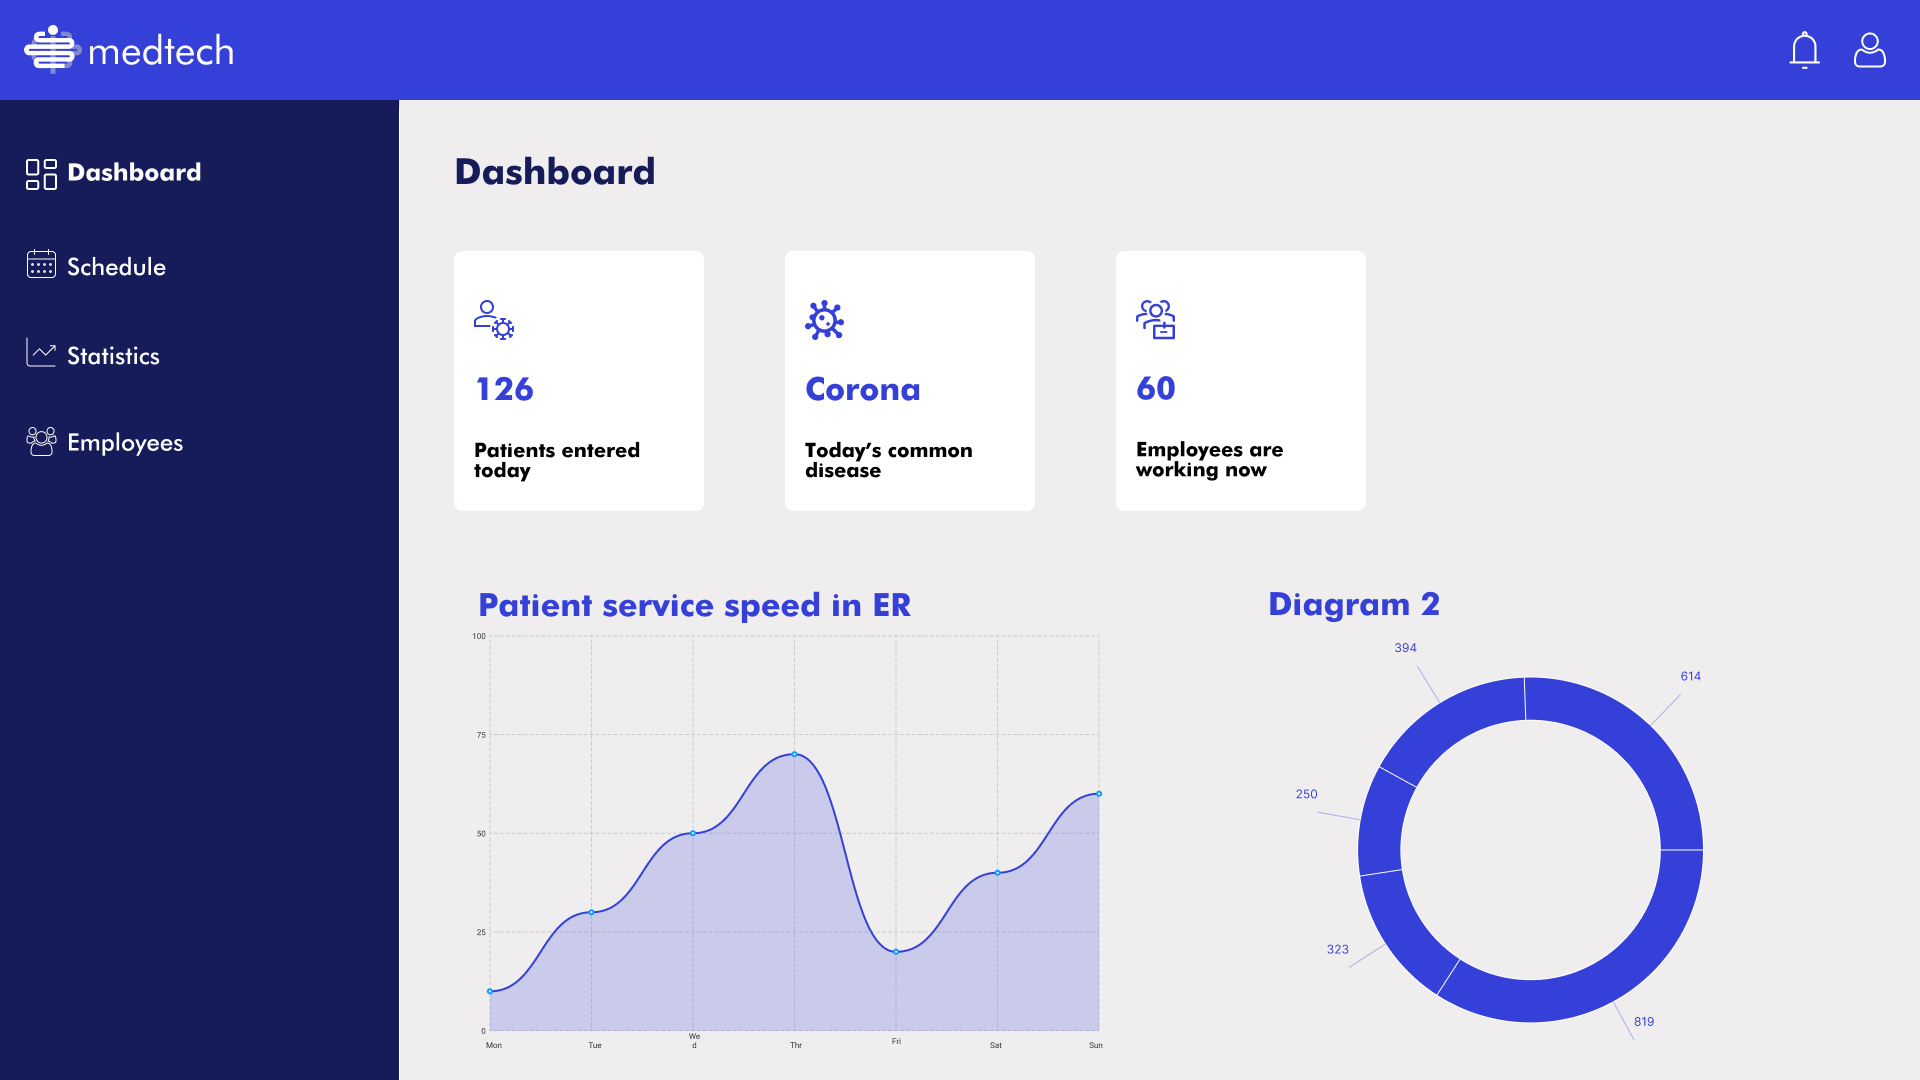 medtech
Dashboard
Schedule
Statistics
Employees
Dashboard
126
Patients entered
today
Corona
Today's common
disease
60
Employees are
working now
Patient service speed in ER
100
75
50
25
0
Mon
Tue
We
d
Thr
Fri
Sat
Sun
Diagram 2
394
614
250
323
819